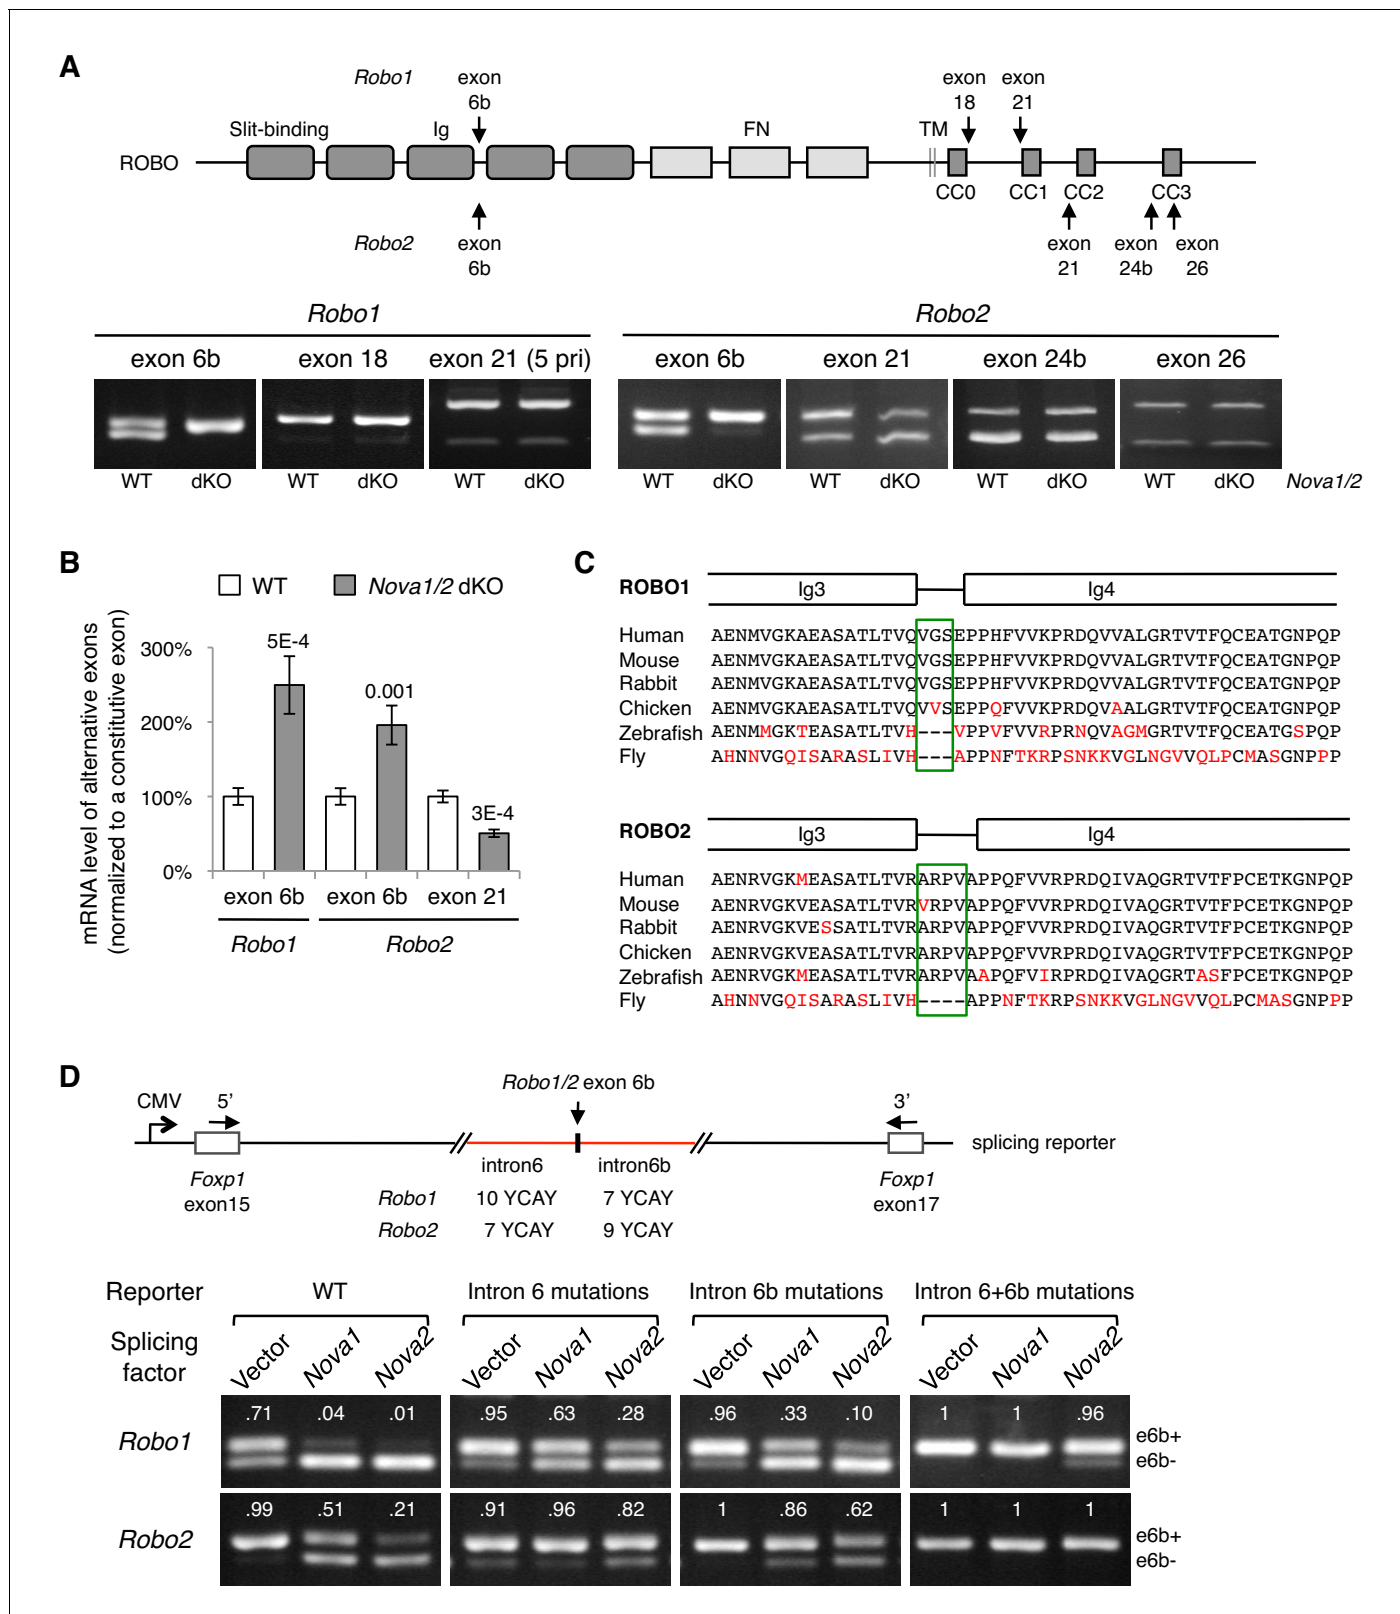 A
Robo1 exon 6b exon 18 exon 21
Slit-binding Ig FN TM
ROBO
CC0 CC1 CC2 CC3
Robo2 exon 6b exon 21 exon 24b exon 26
Robo1 Robo2
exon 6b exon 18 exon 21 (5 pri) exon 6b exon 21 exon 24b exon 26
WT dKO WT dKO WT dKO WT dKO WT dKO WT dKO WT dKO Nova1/2
B
WT Nova1/2 dKO
mRNA level of alternative exons
(normalized to a constitutive exon)
300%
200%
100%
0%
5E-4
0.001
3E-4
exon 6b exon 6b exon 21
Robo1 Robo2
C
ROBO1 Ig3 Ig4
Human AENMVGKAEASATLTVQVGSEPPHFVVKPRDQVVALGRTVTFQCEATGNPQP
Mouse AENMVGKAEASATLTVQVGSEPPHFVVKPRDQVVALGRTVTFQCEATGNPQP
Rabbit AENMVGKAEASATLTVQVGSEPPHFVVKPRDQVVALGRTVTFQCEATGNPQP
Chicken AENMVGKAEASATLTVQVVSEPPQFVVKPRDQVAALGRTVTFQCEATGNPQP
Zebrafish AENMMGKTEASATLTVH---VPPVFVVRPRNQVAGMGRTVTFQCEATGSPQP
Fly AHNNVGQISARASLIVH---APPNFTKRPSNKKVGLNGVVQLPCMASGNPPP
ROBO2 Ig3 Ig4
Human AENRVGKMEASATLTVRARPVAPPQFVVRPRDQIVAQGRTVTFPCETKGNPQP
Mouse AENRVGKVEASATLTVRVRPVAPPQFVVRPRDQIVAQGRTVTFPCETKGNPQP
Rabbit AENRVGKVESSATLTVRARPVAPPQFVVRPRDQIVAQGRTVTFPCETKGNPQP
Chicken AENRVGKVEASATLTVRARPVAPPQFVVRPRDQIVAQGRTVTFPCETKGNPQP
Zebrafish AENRVGKMEASATLTVRARPVAAPQFVIRPRDQIVAQGRTASFPCETKGNPQP
Fly AHNNVGQISARASLIVH----APPNFTKRPSNKKVGLNGVVQLPCMASGNPPP
D
Robo1/2 exon 6b
CMV 5' 3'
splicing reporter
Foxp1 exon15 intron6 intron6b Foxp1 exon17
Robo1 10 YCAY 7 YCAY
Robo2 7 YCAY 9 YCAY
Reporter WT Intron 6 mutations Intron 6b mutations Intron 6+6b mutations
Splicing factor Vector Nova1 Nova2 Vector Nova1 Nova2 Vector Nova1 Nova2 Vector Nova1 Nova2
Robo1 .71 .04 .01 .95 .63 .28 .96 .33 .10 1 1 .96
e6b+
e6b-
Robo2 .99 .51 .21 .91 .96 .82 1 .86 .62 1 1 1
e6b+
e6b-